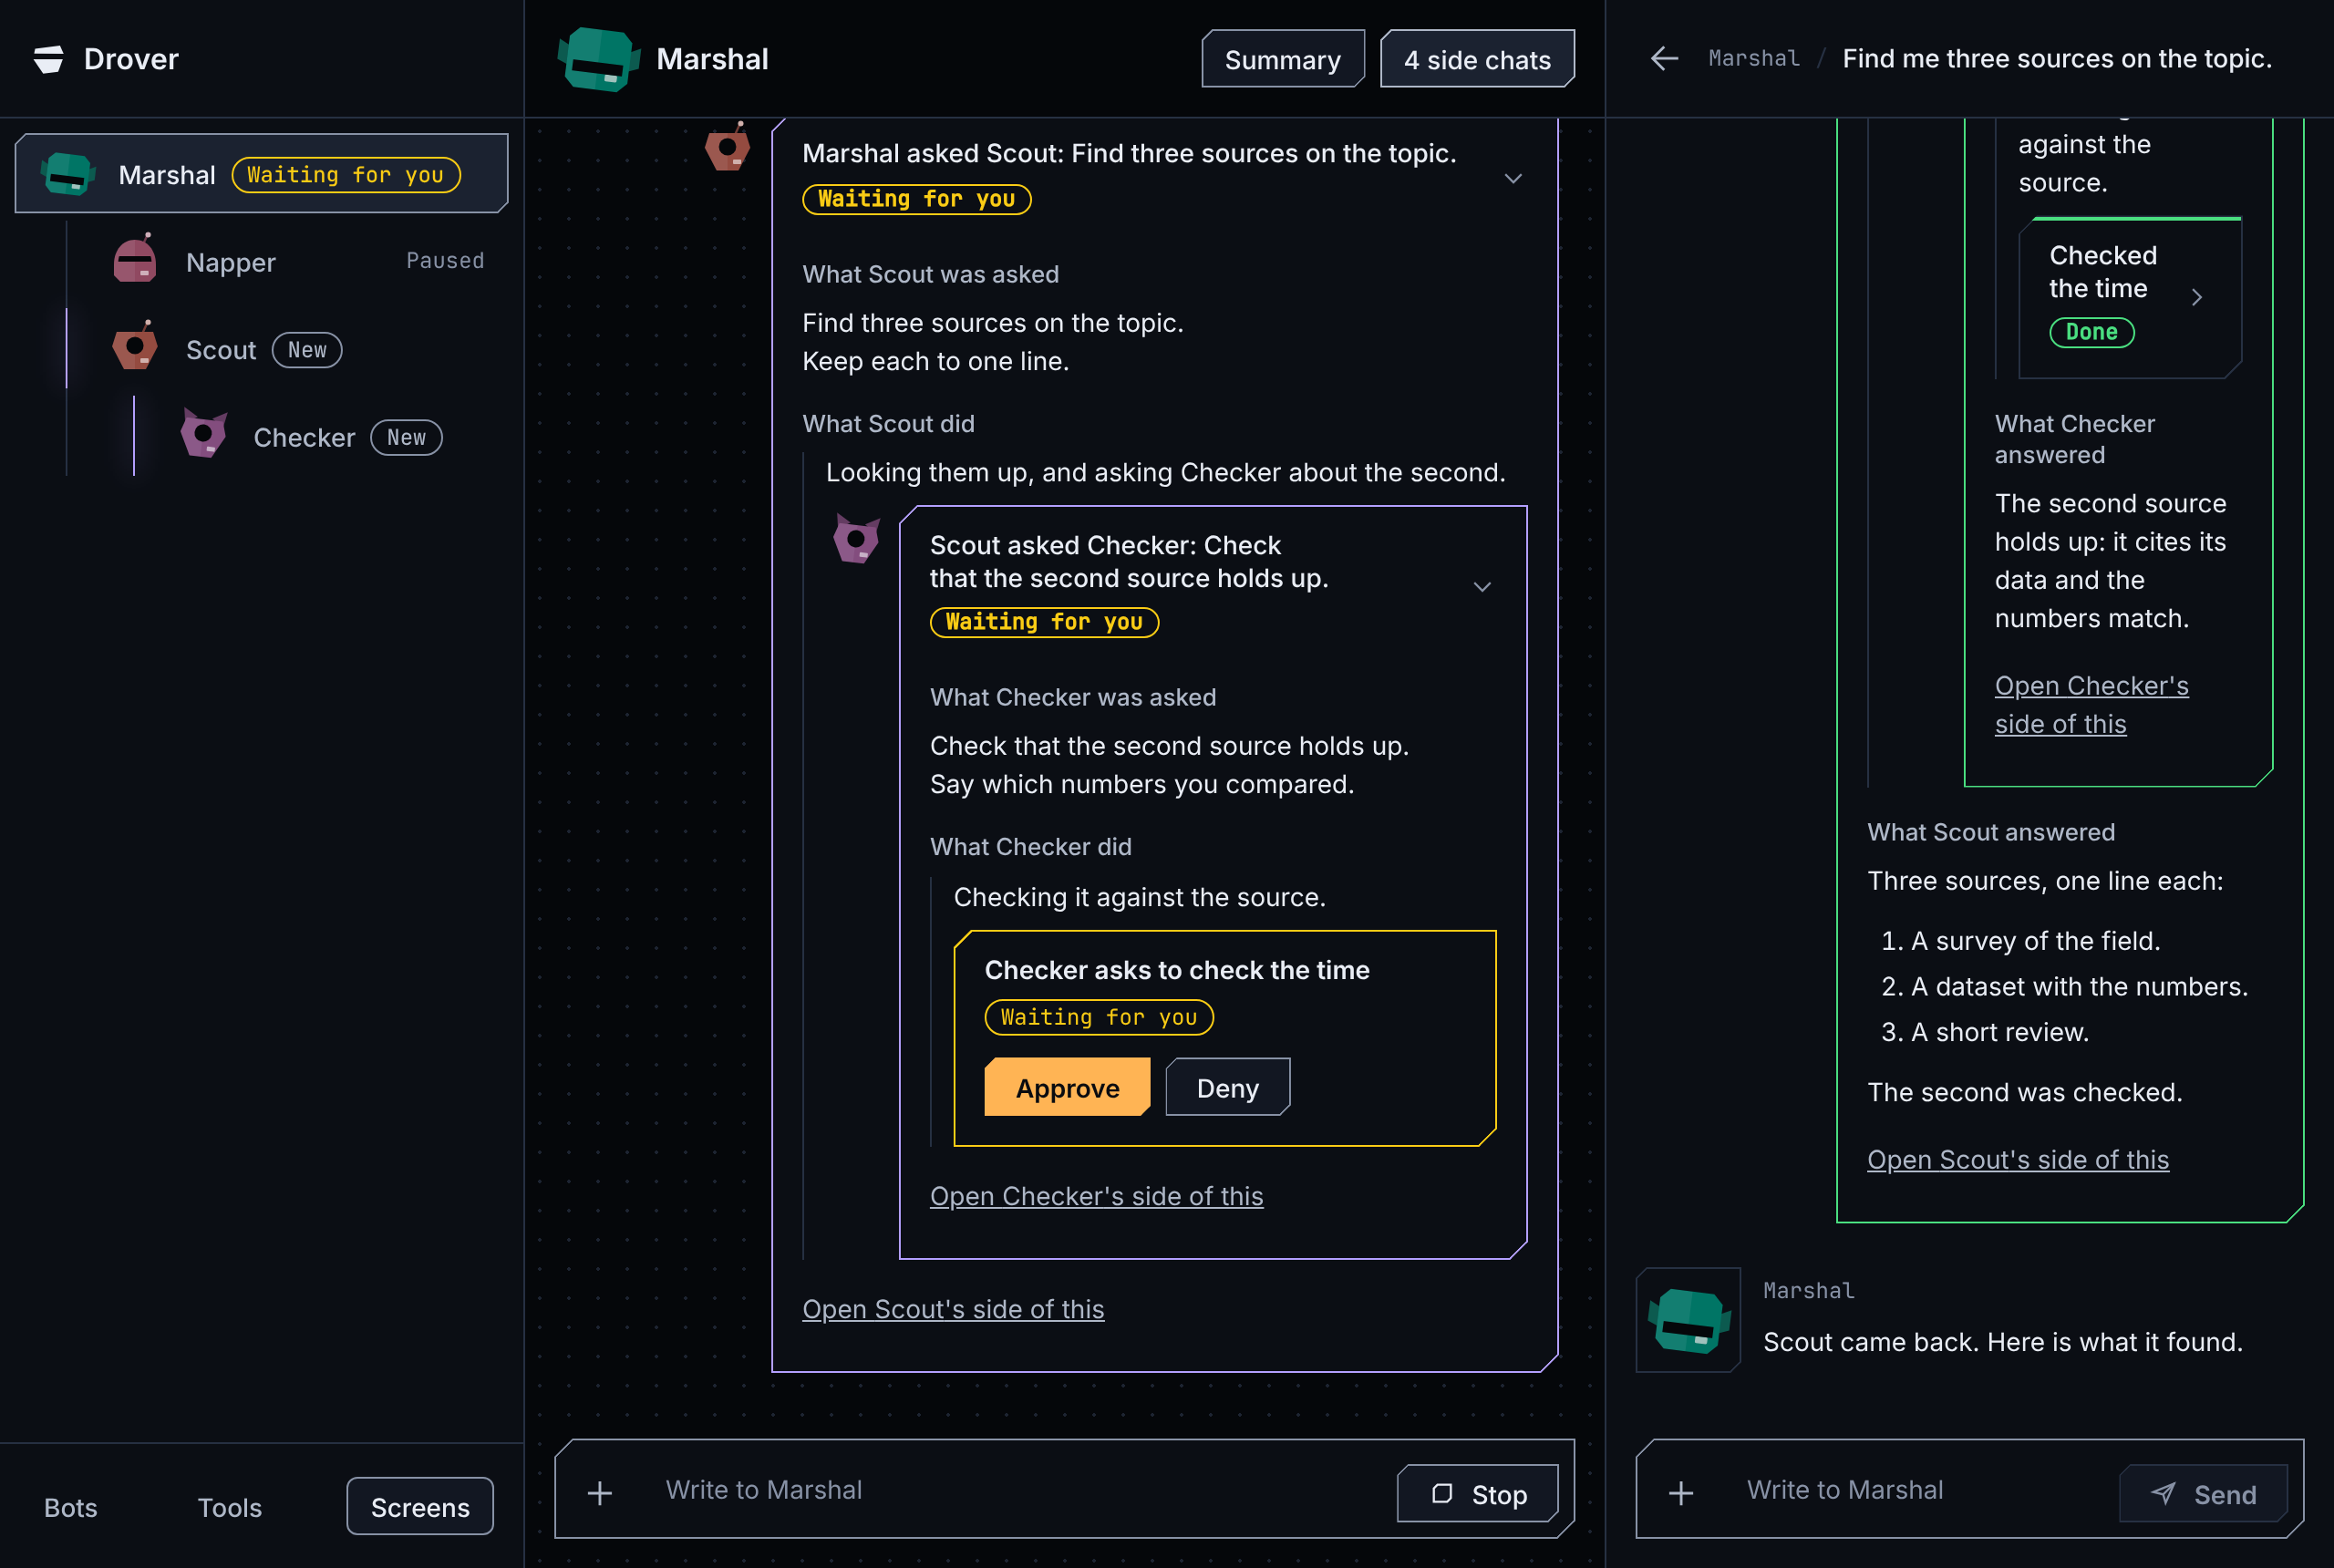 Drover
Marshal Waiting for you
Napper Paused
Scout New
Checker New
Bots Tools Screens
Marshal
Summary
4 side chats
Marshal asked Scout: Find three sources on the topic.
Waiting for you
What Scout was asked
Find three sources on the topic.
Keep each to one line.
What Scout did
Looking them up, and asking Checker about the second.
Scout asked Checker: Check
that the second source holds up.
Waiting for you
What Checker was asked
Check that the second source holds up.
Say which numbers you compared.
What Checker did
Checking it against the source.
Checker asks to check the time
Waiting for you
Approve Deny
Open Checker's side of this
Open Scout's side of this
Write to Marshal
Stop
Marshal / Find me three sources on the topic.
against the
source.
Checked
the time
Done
What Checker
answered
The second source
holds up: it cites its
data and the
numbers match.
Open Checker's
side of this
What Scout answered
Three sources, one line each:
1. A survey of the field.
2. A dataset with the numbers.
3. A short review.
The second was checked.
Open Scout's side of this
Marshal
Scout came back. Here is what it found.
Write to Marshal
Send